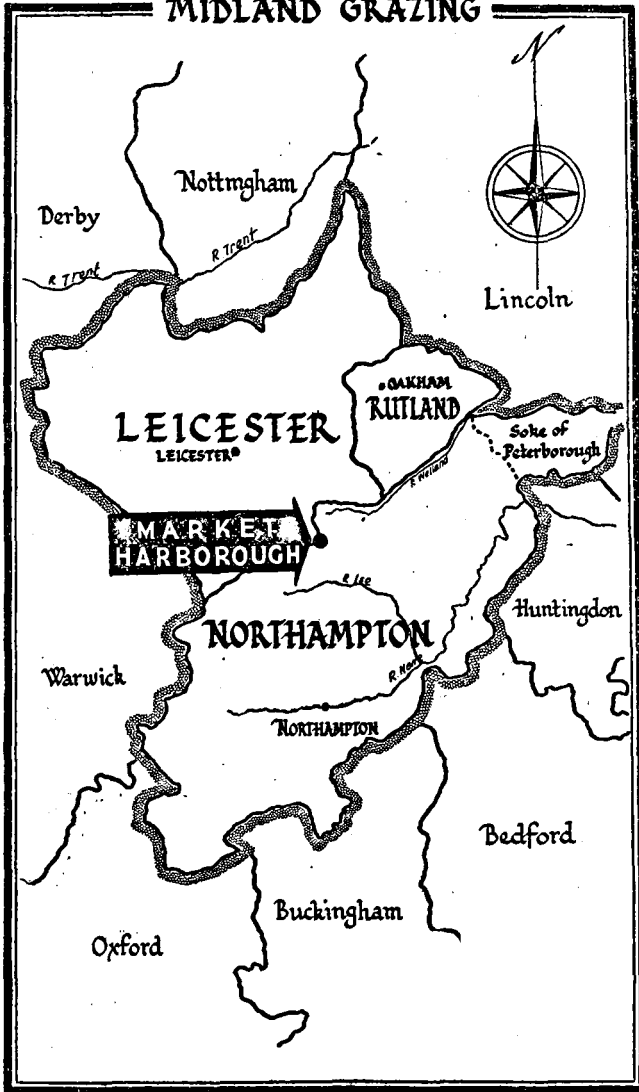 MIDLAND GRAZING
N
Nottmgham
Derby
R Trent
R Trent
Lincoln
OAKHAM
RUTLAND
LEICESTER
LEICESTER
Soke of
Peterborough
R Welland
MARKET
HARBOROUGH
R. Ise
Huntingdon
NORTHAMPTON
Warwick
R. Nene
NORTHAMPTON
Bedford
Buckingham
Oxford